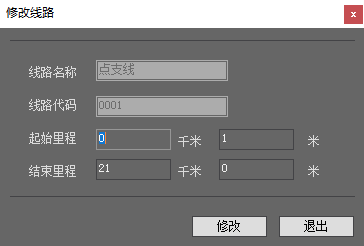 修改线路
x
线路名称 点支线
线路代码 0001
起始里程 0 千米 1 米
结束里程 21 千米 0 米
修改 退出